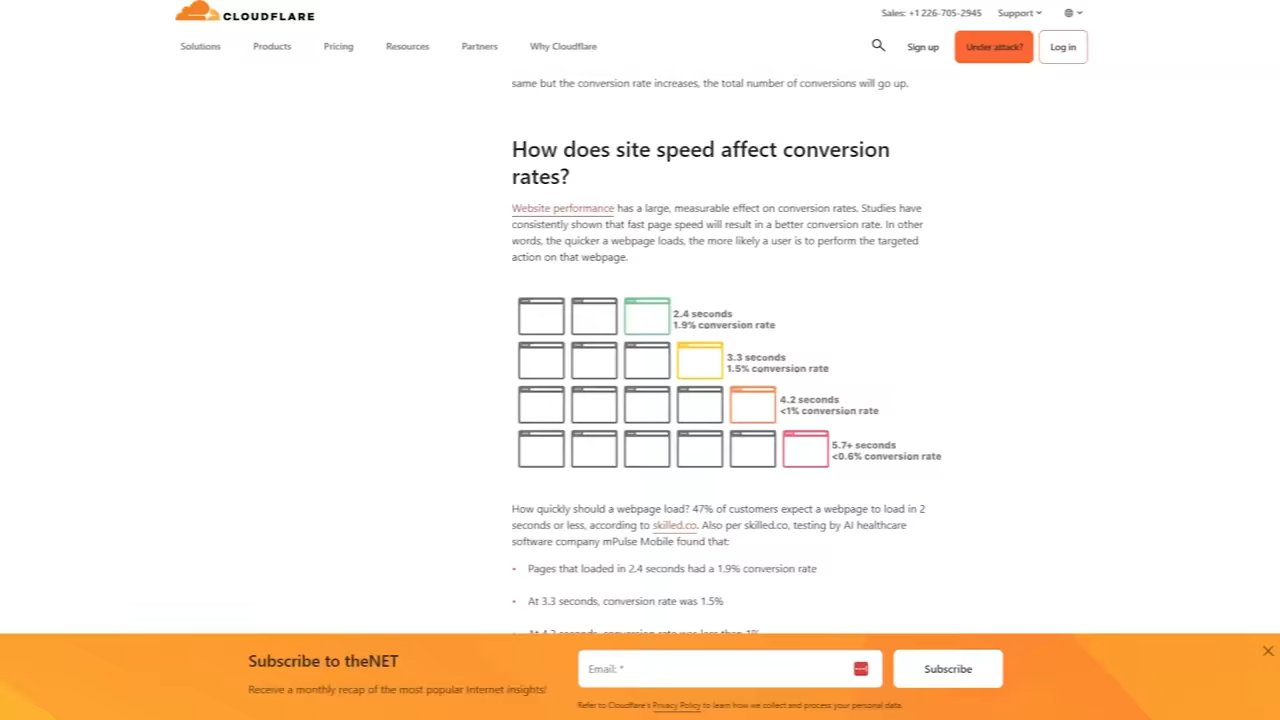 CLOUDFLARE
Sales: +1 226-705-2945 Support
Solutions Products Pricing Resources Partners Why Cloudflare Sign up Under attack? Log in
same but the conversion rate increases, the total number of conversions will go up.
How does site speed affect conversion
rates?
Website performance has a large, measurable effect on conversion rates. Studies have
consistently shown that fast page speed will result in a better conversion rate. In other
words, the quicker a webpage loads, the more likely a user is to perform the targeted
action on that webpage.
2.4 seconds
1.9% conversion rate
3.3 seconds
1.5% conversion rate
4.2 seconds
<1% conversion rate
5.7+ seconds
<0.6% conversion rate
How quickly should a webpage load? 47% of customers expect a webpage to load in 2
seconds or less, according to skilled.co. Also per skilled.co, testing by AI healthcare
software company mPulse Mobile found that:
• Pages that loaded in 2.4 seconds had a 1.9% conversion rate
• At 3.3 seconds, conversion rate was 1.5%
• At 4.2 seconds, conversion rate was less than 1%
Subscribe to theNET
Receive a monthly recap of the most popular Internet insights!
Email: *
Subscribe
Refer to Cloudflare's Privacy Policy to learn how we collect and process your personal data.